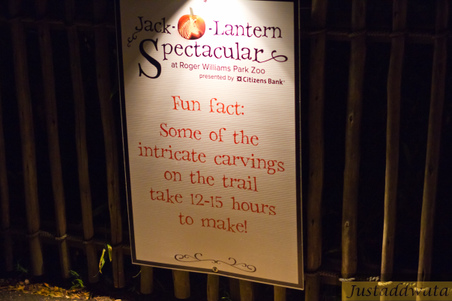 Jack-O-Lantern
Spectacular
at Roger Williams Park Zoo
presented by Citizens Bank
Fun fact:
Some of the
intricate carvings
on the trail
take 12-15 hours
to make!
Justaddwata